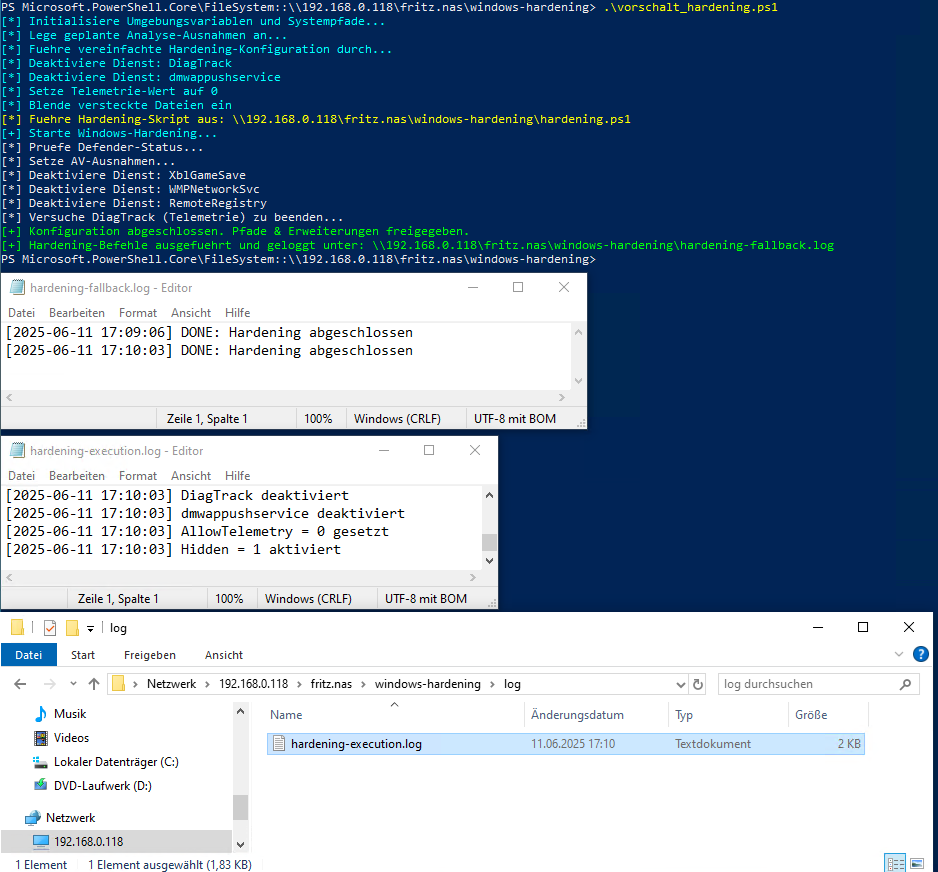 PS Microsoft.PowerShell.Core\FileSystem::\\192.168.0.118\fritz.nas\windows-hardening> .\vorschalt_hardening.ps1
[*] Initialisiere Umgebungsvariablen und Systempfade...
[*] Lege geplante Analyse-Ausnahmen an...
[*] Fuehre vereinfachte Hardening-Konfiguration durch...
[*] Deaktiviere Dienst: DiagTrack
[*] Deaktiviere Dienst: dmwappushservice
[*] Setze Telemetrie-Wert auf 0
[*] Blende versteckte Dateien ein
[*] Fuehre Hardening-Skript aus: \\192.168.0.118\fritz.nas\windows-hardening\hardening.ps1
[+] Starte Windows-Hardening...
[*] Pruefe Defender-Status...
[*] Setze AV-Ausnahmen...
[*] Deaktiviere Dienst: XblGameSave
[*] Deaktiviere Dienst: WMPNetworkSvc
[*] Deaktiviere Dienst: RemoteRegistry
[*] Versuche DiagTrack (Telemetrie) zu beenden...
[+] Konfiguration abgeschlossen. Pfade & Erweiterungen freigegeben.
[+] Hardening-Befehle ausgefuehrt und geloggt unter: \\192.168.0.118\fritz.nas\windows-hardening\hardening-fallback.log
PS Microsoft.PowerShell.Core\FileSystem::\\192.168.0.118\fritz.nas\windows-hardening>
hardening-fallback.log - Editor
Datei Bearbeiten Format Ansicht Hilfe
[2025-06-11 17:09:06] DONE: Hardening abgeschlossen
[2025-06-11 17:10:03] DONE: Hardening abgeschlossen
Zeile 1, Spalte 1 100% Windows (CRLF) UTF-8 mit BOM
hardening-execution.log - Editor
Datei Bearbeiten Format Ansicht Hilfe
[2025-06-11 17:10:03] DiagTrack deaktiviert
[2025-06-11 17:10:03] dmwappushservice deaktiviert
[2025-06-11 17:10:03] AllowTelemetry = 0 gesetzt
[2025-06-11 17:10:03] Hidden = 1 aktiviert
Zeile 1, Spalte 1 100% Windows (CRLF) UTF-8 mit BOM
log
Datei Start Freigeben Ansicht
Netzwerk 192.168.0.118 fritz.nas windows-hardening log
log durchsuchen
Musik
Videos
Lokaler Datenträger (C:)
DVD-Laufwerk (D:)
Netzwerk
192.168.0.118
Name Änderungsdatum Typ Größe
hardening-execution.log 11.06.2025 17:10 Textdokument 2 KB
1 Element 1 Element ausgewählt (1,83 KB)